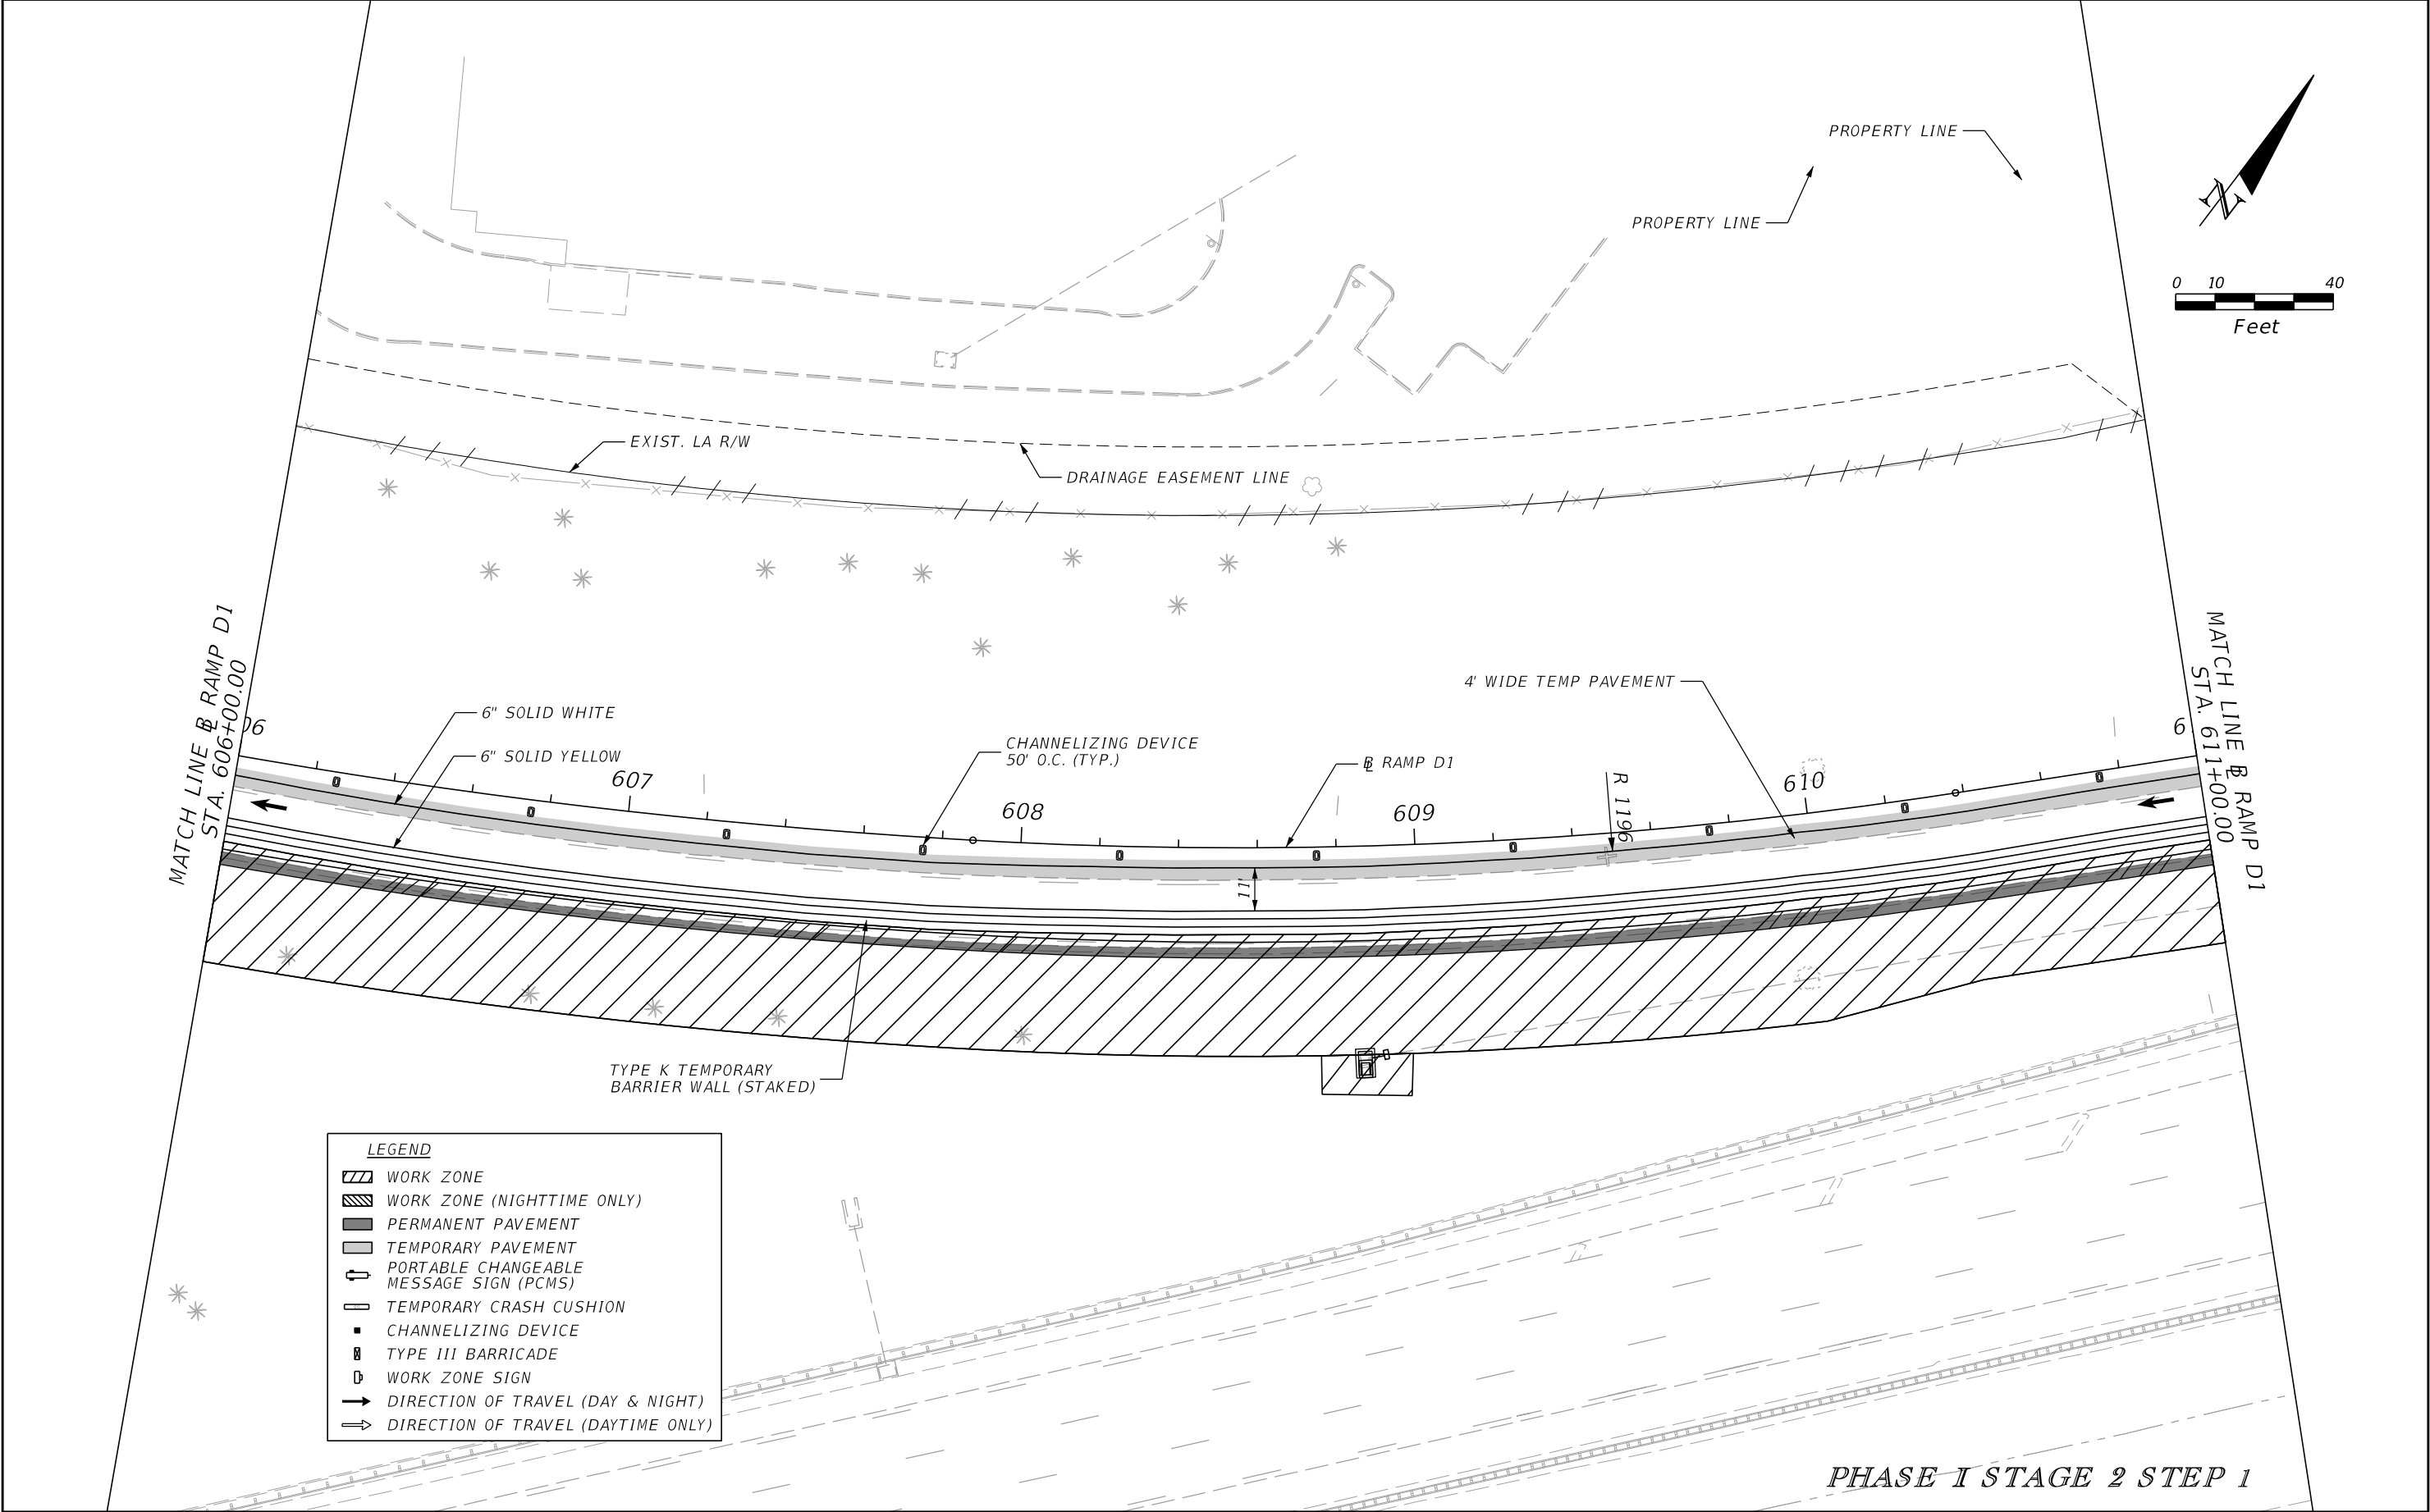 PROPERTY LINE
PROPERTY LINE
N
0 10 40
Feet
EXIST. LA R/W
DRAINAGE EASEMENT LINE
MATCH LINE ℄ RAMP D1
STA. 606+00.00
MATCH LINE ℄ RAMP D1
STA. 611+00.00
4' WIDE TEMP PAVEMENT
6" SOLID WHITE
6" SOLID YELLOW
CHANNELIZING DEVICE
50' O.C. (TYP.)
BL RAMP D1
R 1196
06
607
608
609
610
6
11'
TYPE K TEMPORARY
BARRIER WALL (STAKED)
LEGEND
WORK ZONE
WORK ZONE (NIGHTTIME ONLY)
PERMANENT PAVEMENT
TEMPORARY PAVEMENT
PORTABLE CHANGEABLE
MESSAGE SIGN (PCMS)
TEMPORARY CRASH CUSHION
CHANNELIZING DEVICE
TYPE III BARRICADE
WORK ZONE SIGN
DIRECTION OF TRAVEL (DAY & NIGHT)
DIRECTION OF TRAVEL (DAYTIME ONLY)
PHASE I STAGE 2 STEP 1